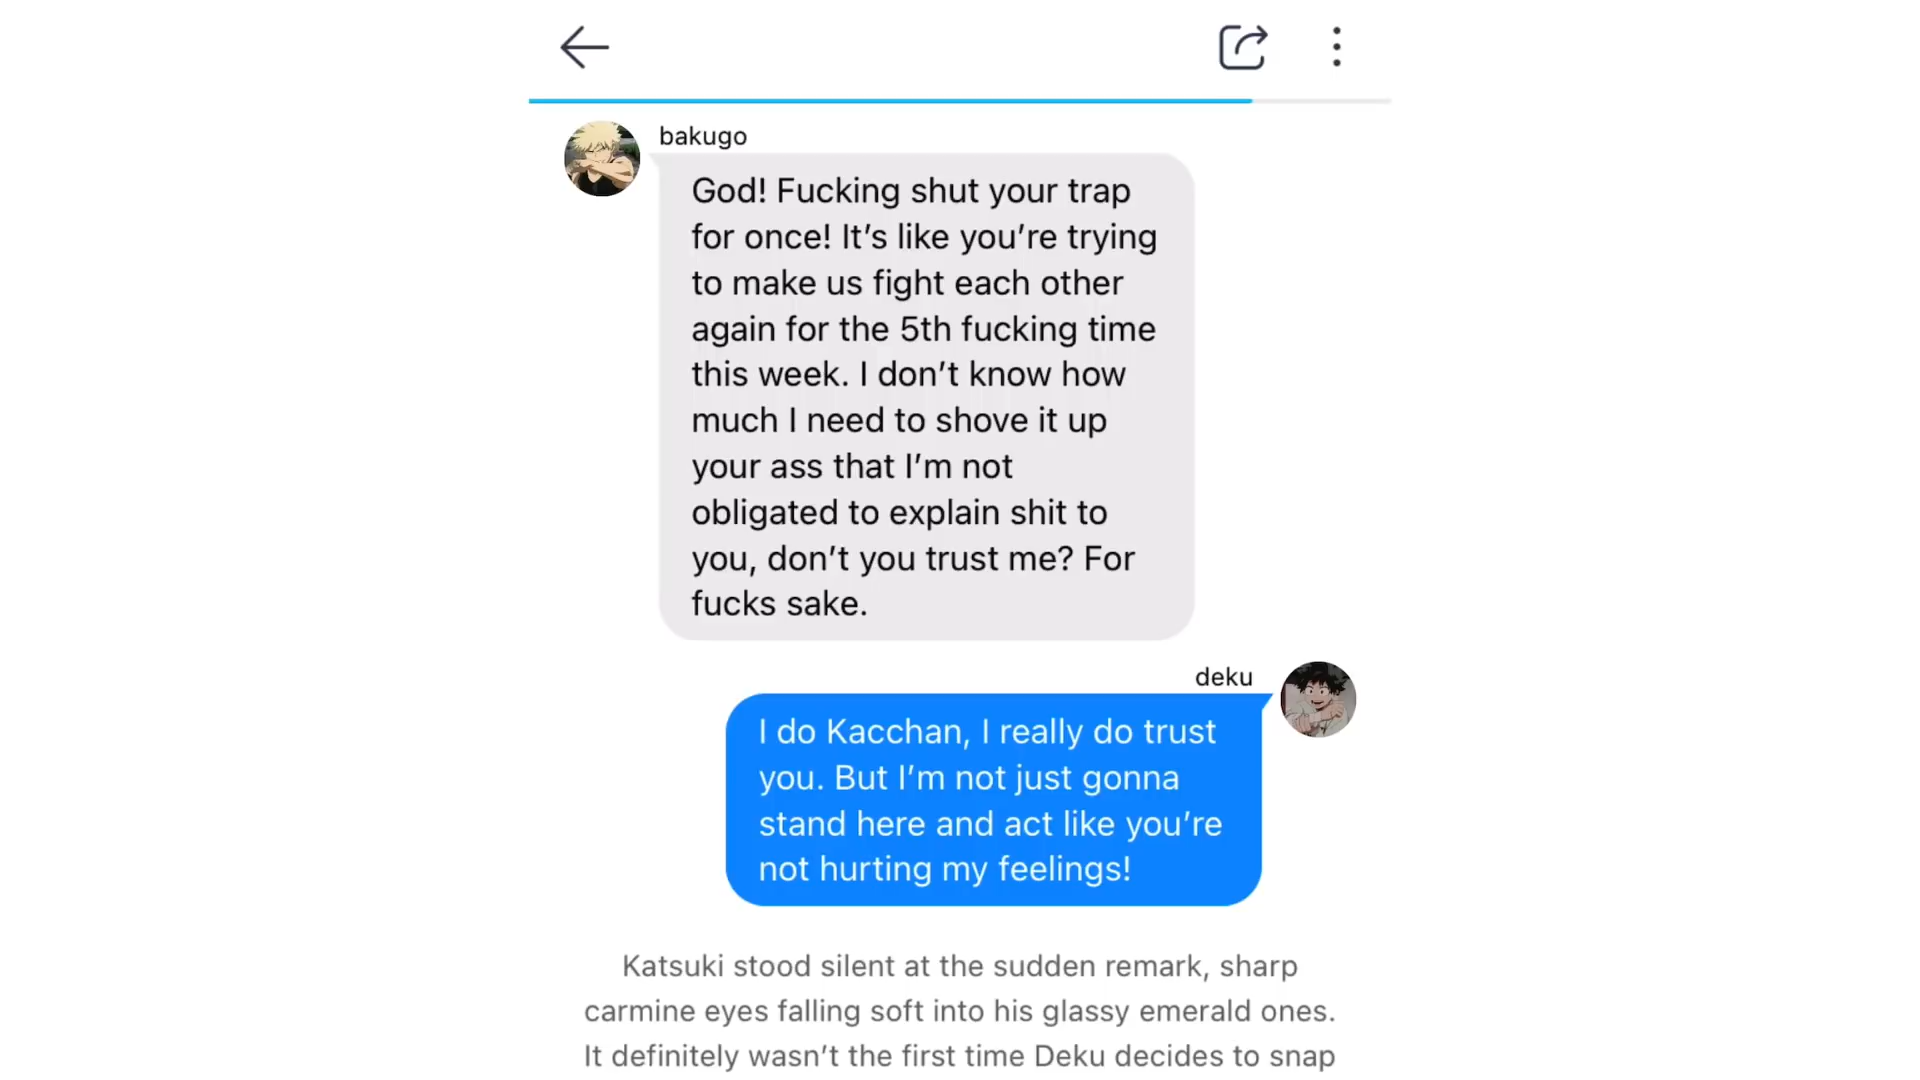 bakugo
God! Fucking shut your trap
for once! It’s like you’re trying
to make us fight each other
again for the 5th fucking time
this week. I don’t know how
much I need to shove it up
your ass that I’m not
obligated to explain shit to
you, don’t you trust me? For
fucks sake.
deku
I do Kacchan, I really do trust
you. But I’m not just gonna
stand here and act like you’re
not hurting my feelings!
Katsuki stood silent at the sudden remark, sharp
carmine eyes falling soft into his glassy emerald ones.
It definitely wasn’t the first time Deku decides to snap